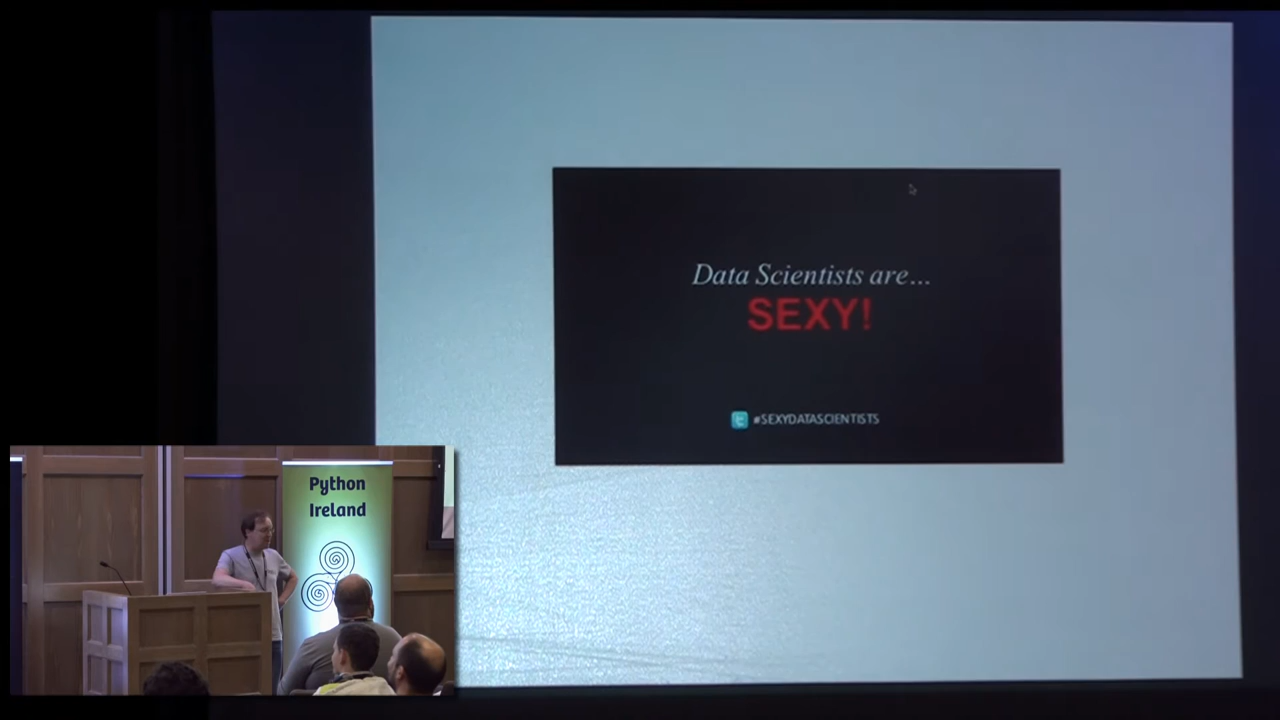 Data Scientists are...
SEXY!
#SEXYDATASCIENTISTS
Python
Ireland